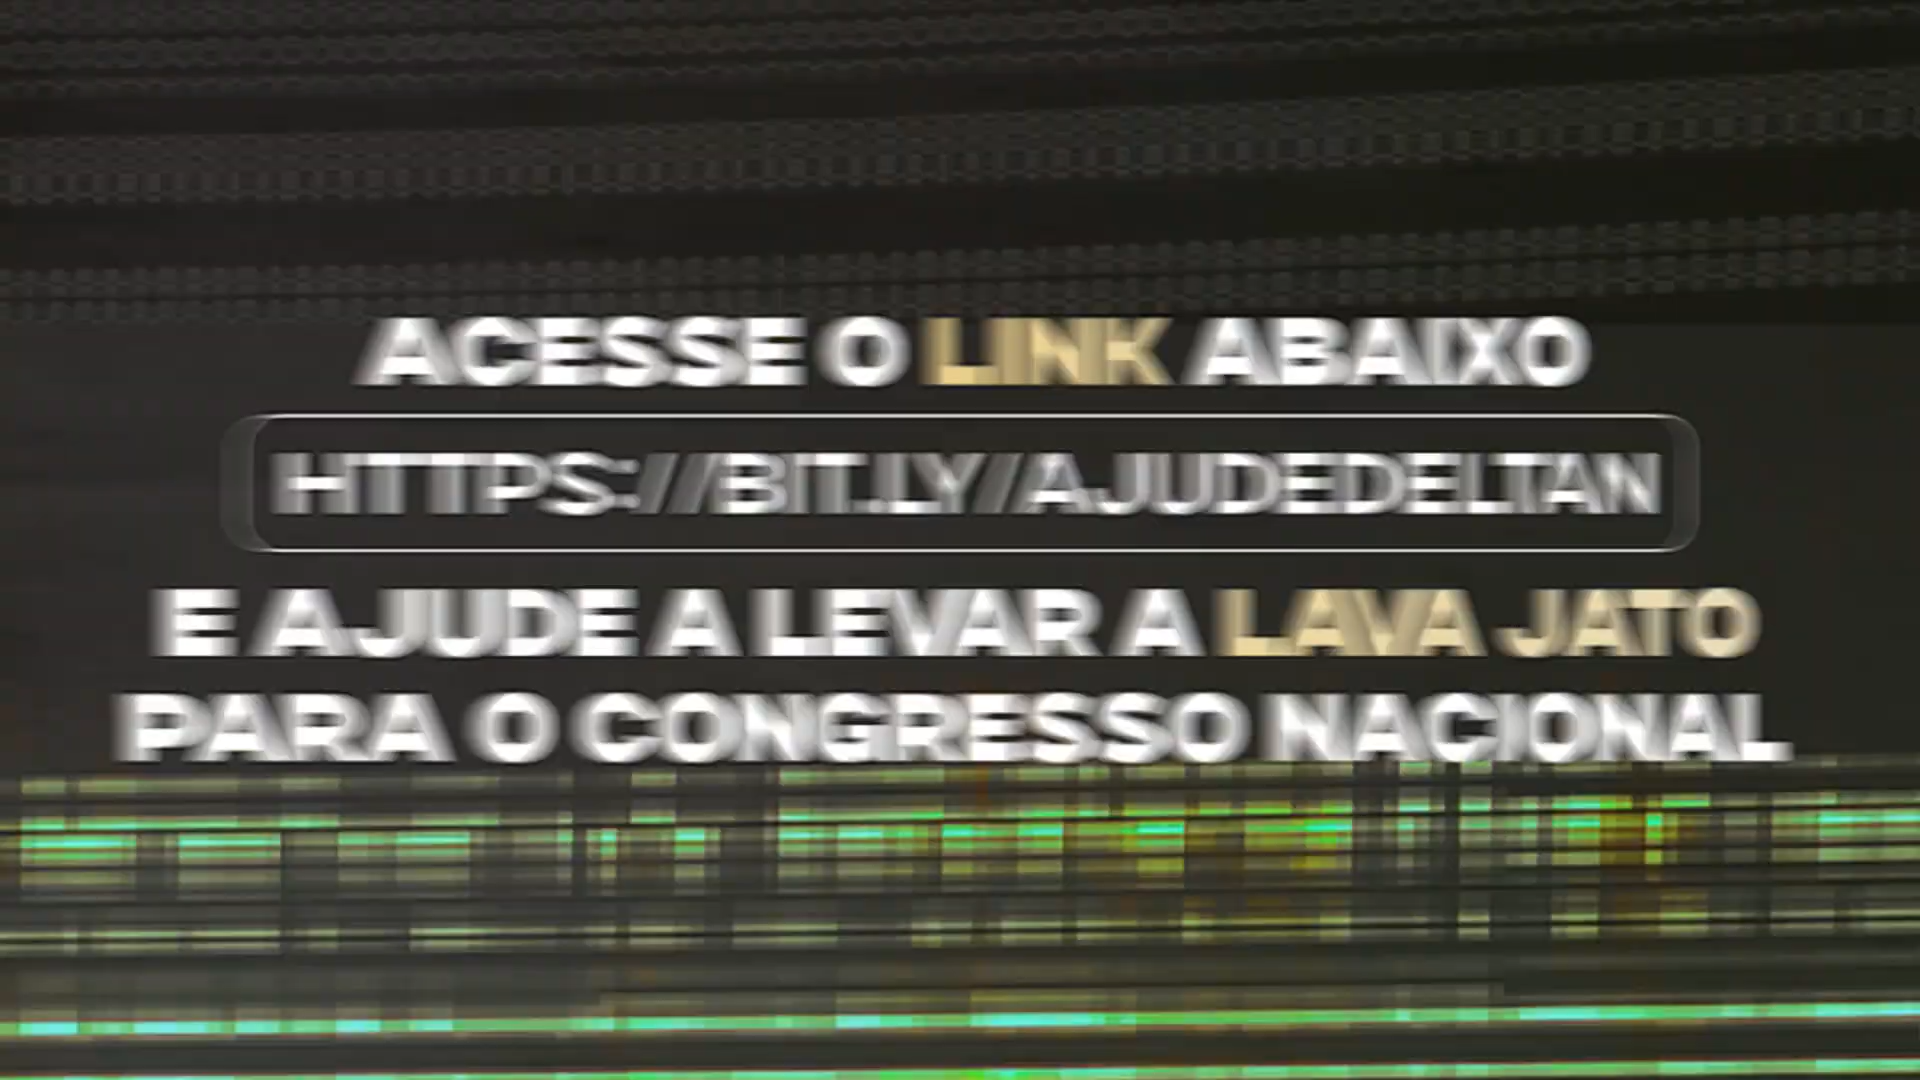 ACESSE O LINK ABAIXO
HTTPS://BIT.LY/AJUDEDELTAN
E AJUDE A LEVAR A LAVA JATO
PARA O CONGRESSO NACIONAL